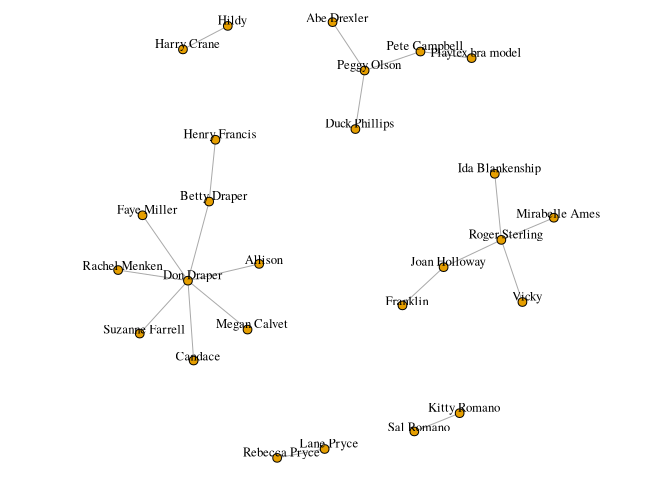 Abe Drexler
Hildy
Harry Crane
Pete Campbell
Playtex bra model
Peggy Olson
Duck Phillips
Henry Francis
Ida Blankenship
Betty Draper
Faye Miller
Mirabelle Ames
Roger Sterling
Allison
Joan Holloway
Rachel Menken
Don Draper
Vicky
Franklin
Megan Calvet
Suzanne Farrell
Candace
Kitty Romano
Sal Romano
Lane Pryce
Rebecca Pryce